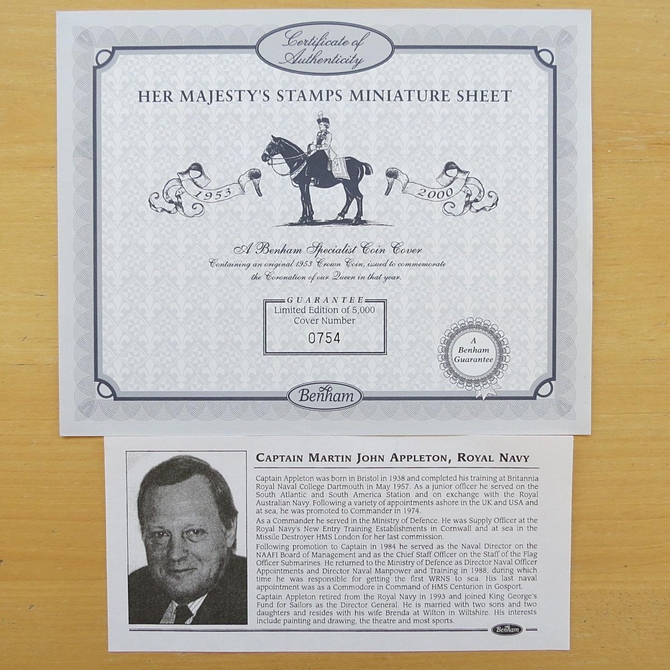 Certificate of
Authenticity
HER MAJESTY'S STAMPS MINIATURE SHEET
1953
2000
A Benham Specialist Coin Cover
Containing an original 1953 Crown Coin, issued to commemorate
the Coronation of our Queen in that year.
GUARANTEE
Limited Edition of 5,000
Cover Number
0754
A
Benham
Guarantee
Benham
CAPTAIN MARTIN JOHN APPLETON, ROYAL NAVY
Captain Appleton was born in Bristol in 1938 and completed his training at Britannia
Royal Naval College Dartmouth in May 1957. As a junior officer he served on the
South Atlantic and South America Station and on exchange with the Royal
Australian Navy. Following a variety of appointments ashore in the UK and USA and
at sea, he was promoted to Commander in 1974.
As a Commander he served in the Ministry of Defence. He was Supply Officer at the
Royal Navy's New Entry Training Establishments in Cornwall and at sea in the
Missile Destroyer HMS London for her last commission.
Following promotion to Captain in 1984 he served as the Naval Director on the
NAAFI Board of Management and as the Chief Staff Officer on the Staff of the Flag
Officer Submarines. He returned to the Ministry of Defence as Director Naval Officer
Appointments and Director Naval Manpower and Training in 1988, during which
time he was responsible for getting the first WRNS to sea. His last naval
appointment was as a Commodore in Command of HMS Centurion in Gosport.
Captain Appleton retired from the Royal Navy in 1993 and joined King George's
Fund for Sailors as the Director General. He is married with two sons and two
daughters and resides with his wife Brenda at Wilton in Wiltshire. His interests
include painting and drawing, the theatre and most sports.
Benham